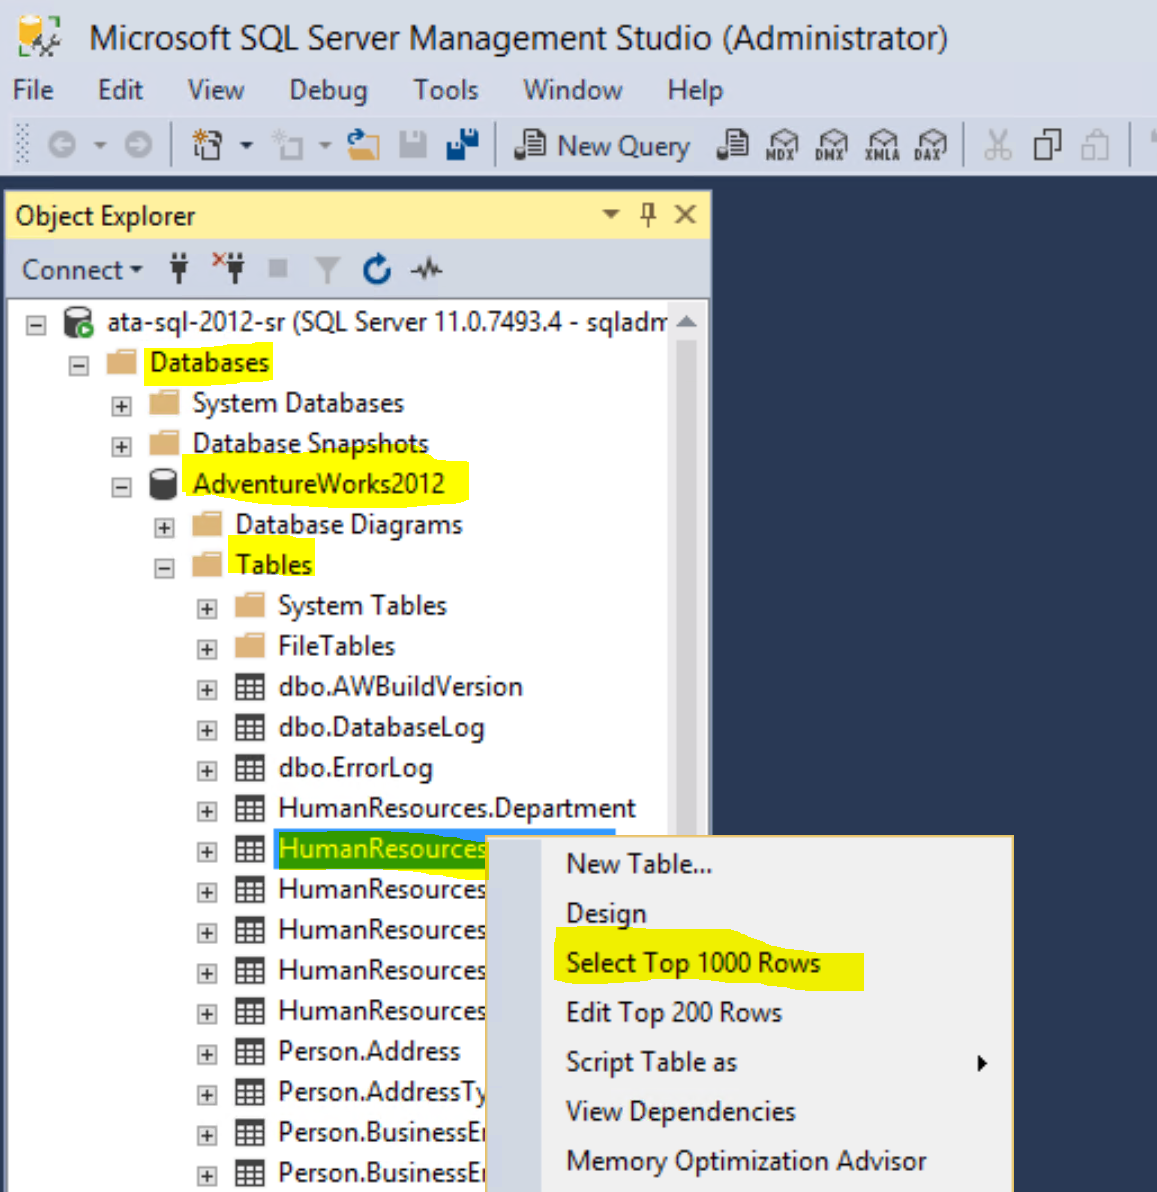 Microsoft SQL Server Management Studio (Administrator)
File Edit View Debug Tools Window Help
New Query MDX DMX XMLA DAX
Object Explorer
Connect
ata-sql-2012-sr (SQL Server 11.0.7493.4 - sqladm
Databases
System Databases
Database Snapshots
AdventureWorks2012
Database Diagrams
Tables
System Tables
FileTables
dbo.AWBuildVersion
dbo.DatabaseLog
dbo.ErrorLog
HumanResources.Department
HumanResources
HumanResources
HumanResources
HumanResources
HumanResources
Person.Address
Person.AddressTy
Person.BusinessE
Person.BusinessE
New Table...
Design
Select Top 1000 Rows
Edit Top 200 Rows
Script Table as
View Dependencies
Memory Optimization Advisor